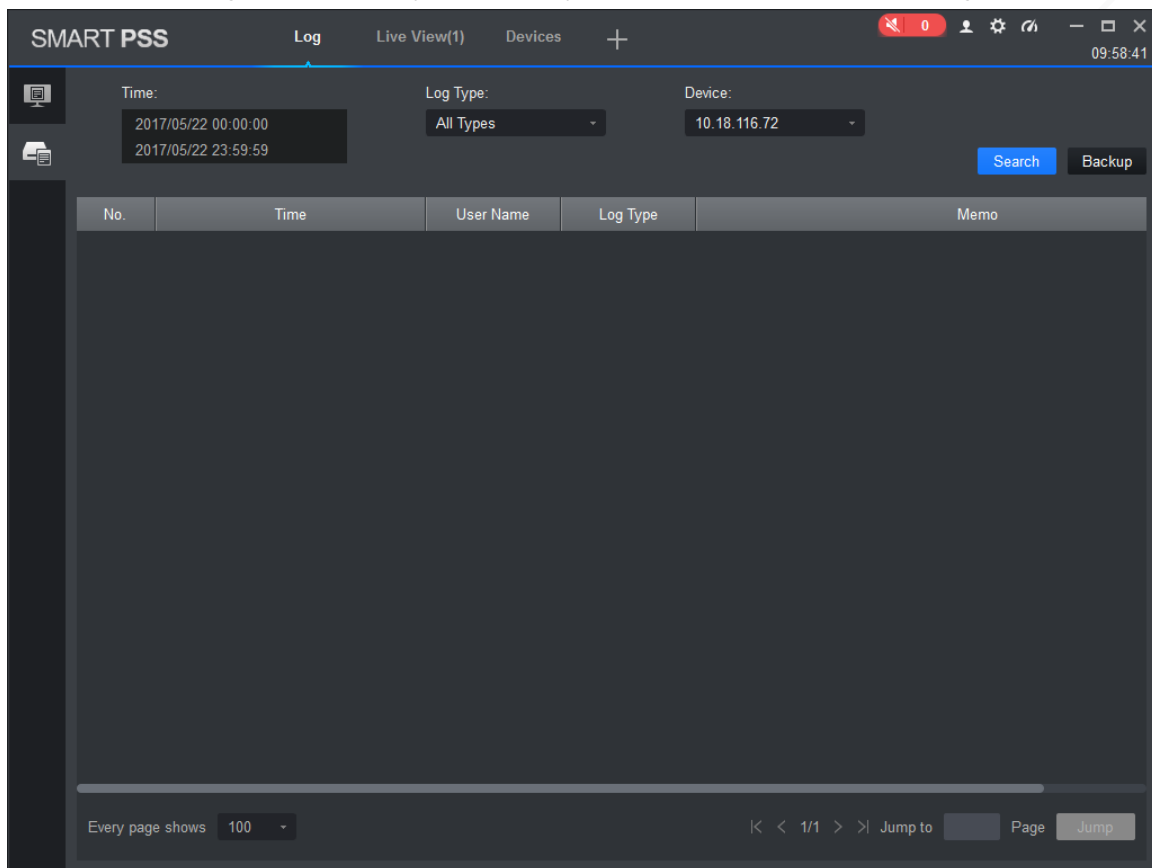 SMART PSS Log Live View(1) Devices 0
09:58:41
Time: Log Type: Device:
2017/05/22 00:00:00 All Types 10.18.116.72
2017/05/22 23:59:59
Search Backup
No. Time User Name Log Type Memo
Every page shows 100 1/1 Jump to Page Jump